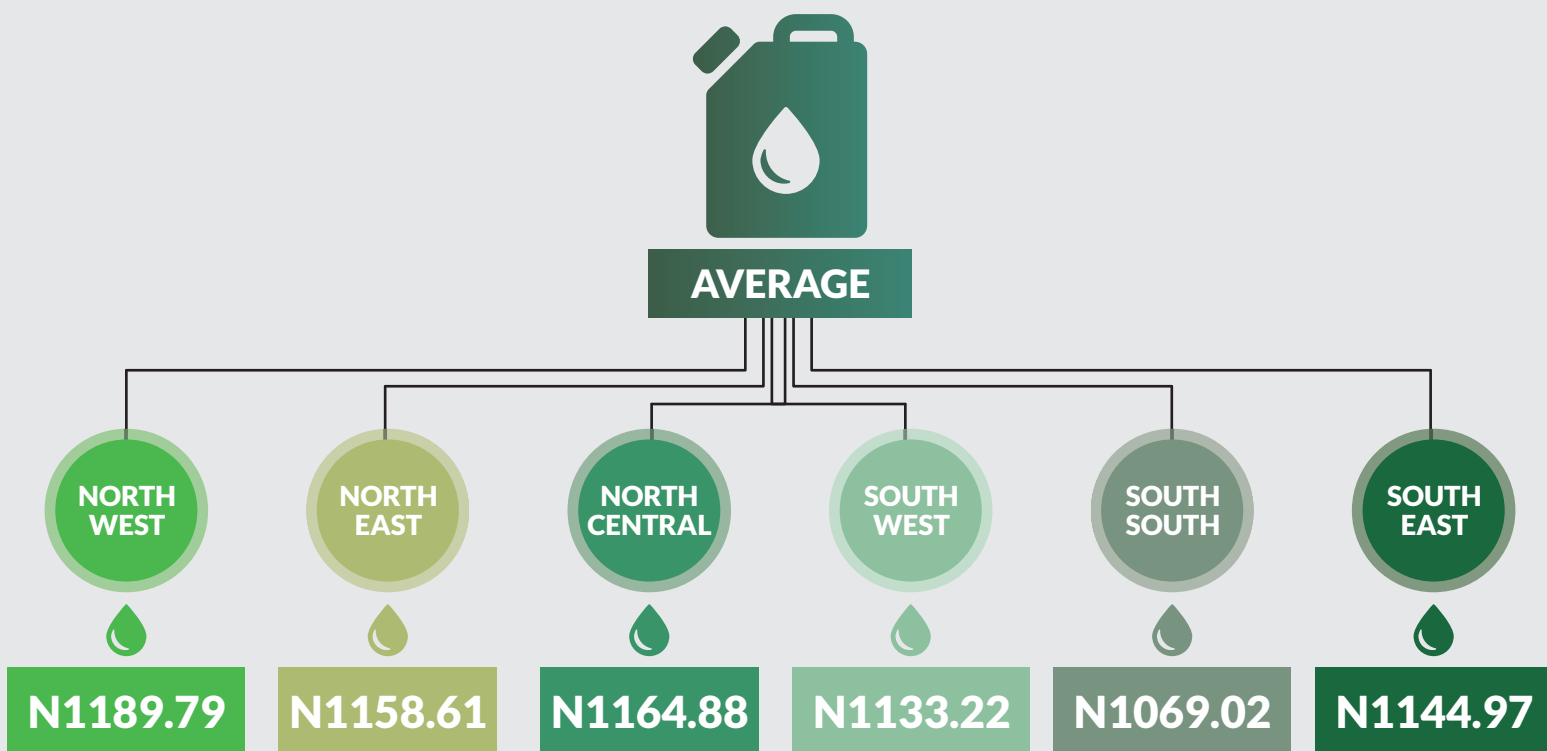 AVERAGE
NORTH
WEST
NORTH
EAST
NORTH
CENTRAL
SOUTH
WEST
SOUTH
SOUTH
SOUTH
EAST
N1189.79
N1158.61
N1164.88
N1133.22
N1069.02
N1144.97